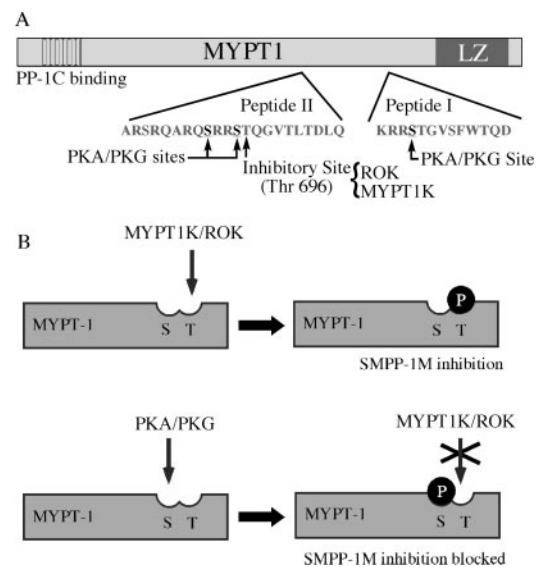 A
MYPT1 LZ
PP-1C binding
Peptide II Peptide I
ARSRQARQSRRSTQGVTLTDLQ KRRSTGVSFWTQD
PKA/PKG sites PKA/PKG Site
Inhibitory Site { ROK
(Thr 696) MYPT1K
B
MYPT1K/ROK
P
MYPT-1 S T MYPT-1 S T
SMPP-1M inhibition
PKA/PKG MYPT1K/ROK
P
MYPT-1 S T MYPT-1 S T
SMPP-1M inhibition blocked